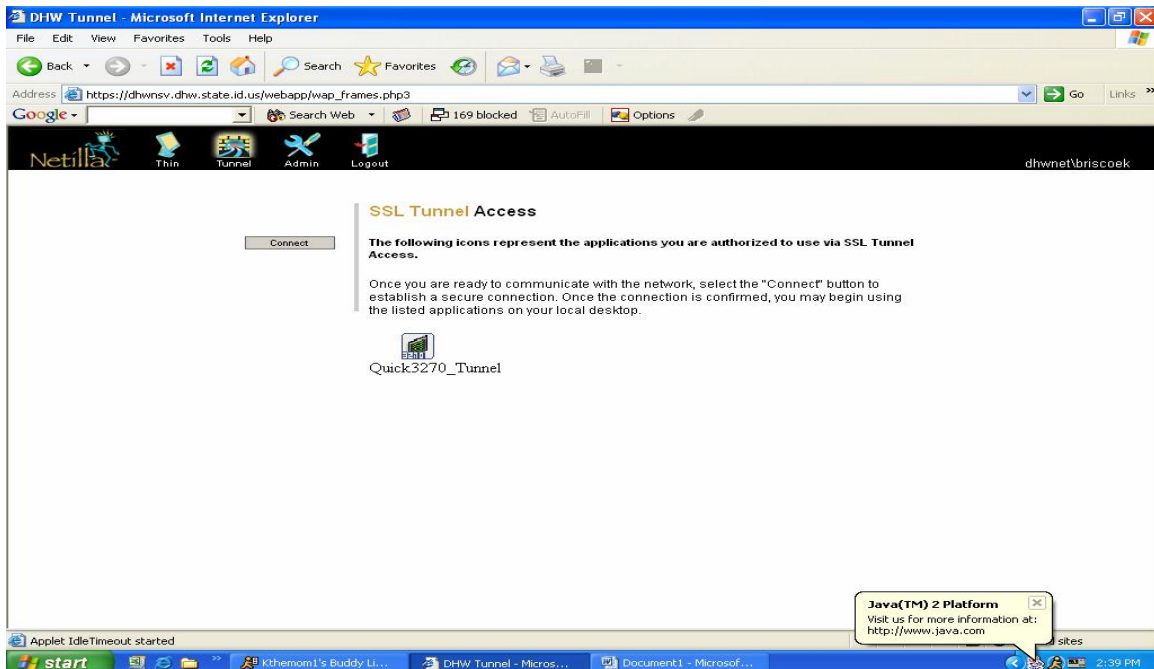 DHW Tunnel - Microsoft Internet Explorer
File Edit View Favorites Tools Help
Back Search Favorites
Address https://dhwnsv.dhw.state.id.us/webapp/wap_frames.php3 Go Links »
Google Search Web 169 blocked AutoFill Options
Netilla Thin Tunnel Admin Logout dhwnet\briscoek
SSL Tunnel Access
Connect
The following icons represent the applications you are authorized to use via SSL Tunnel
Access.
Once you are ready to communicate with the network, select the "Connect" button to
establish a secure connection. Once the connection is confirmed, you may begin using
the listed applications on your local desktop.
Quick3270_Tunnel
Java(TM) 2 Platform
Visit us for more information at:
http://www.java.com
Applet IdleTimeout started sites
start » Kthemom1's Buddy Li... DHW Tunnel - Micros... Document1 - Microsof... 2:39 PM